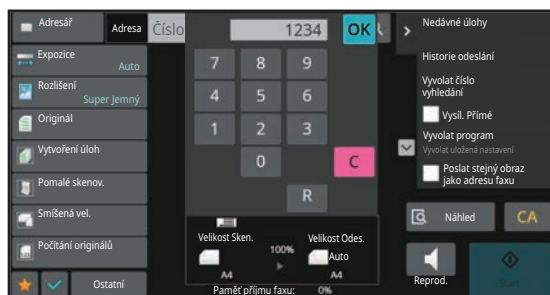 Adresář
Adresa
Číslo
1234
OK
Nedávné úlohy
Expozice
Auto
Historie odeslání
Rozlišení
Super Jemný
Vyvolat číslo
vyhledání
Originál
Vysíl. Přímé
Vytvoření úloh
Vyvolat program
Vyvolat uložená nastavení
Pomalé skenov.
Poslat stejný obraz
jako adresu faxu
Smíšená vel.
Počítání originálů
Ostatní
7 8 9
4 5 6
1 2 3
0 C
R
Velikost Sken.
100%
Velikost Odes.
Auto
A4
A4
Paměť příjmu faxu: 0%
Náhled
CA
Reprod.
Start